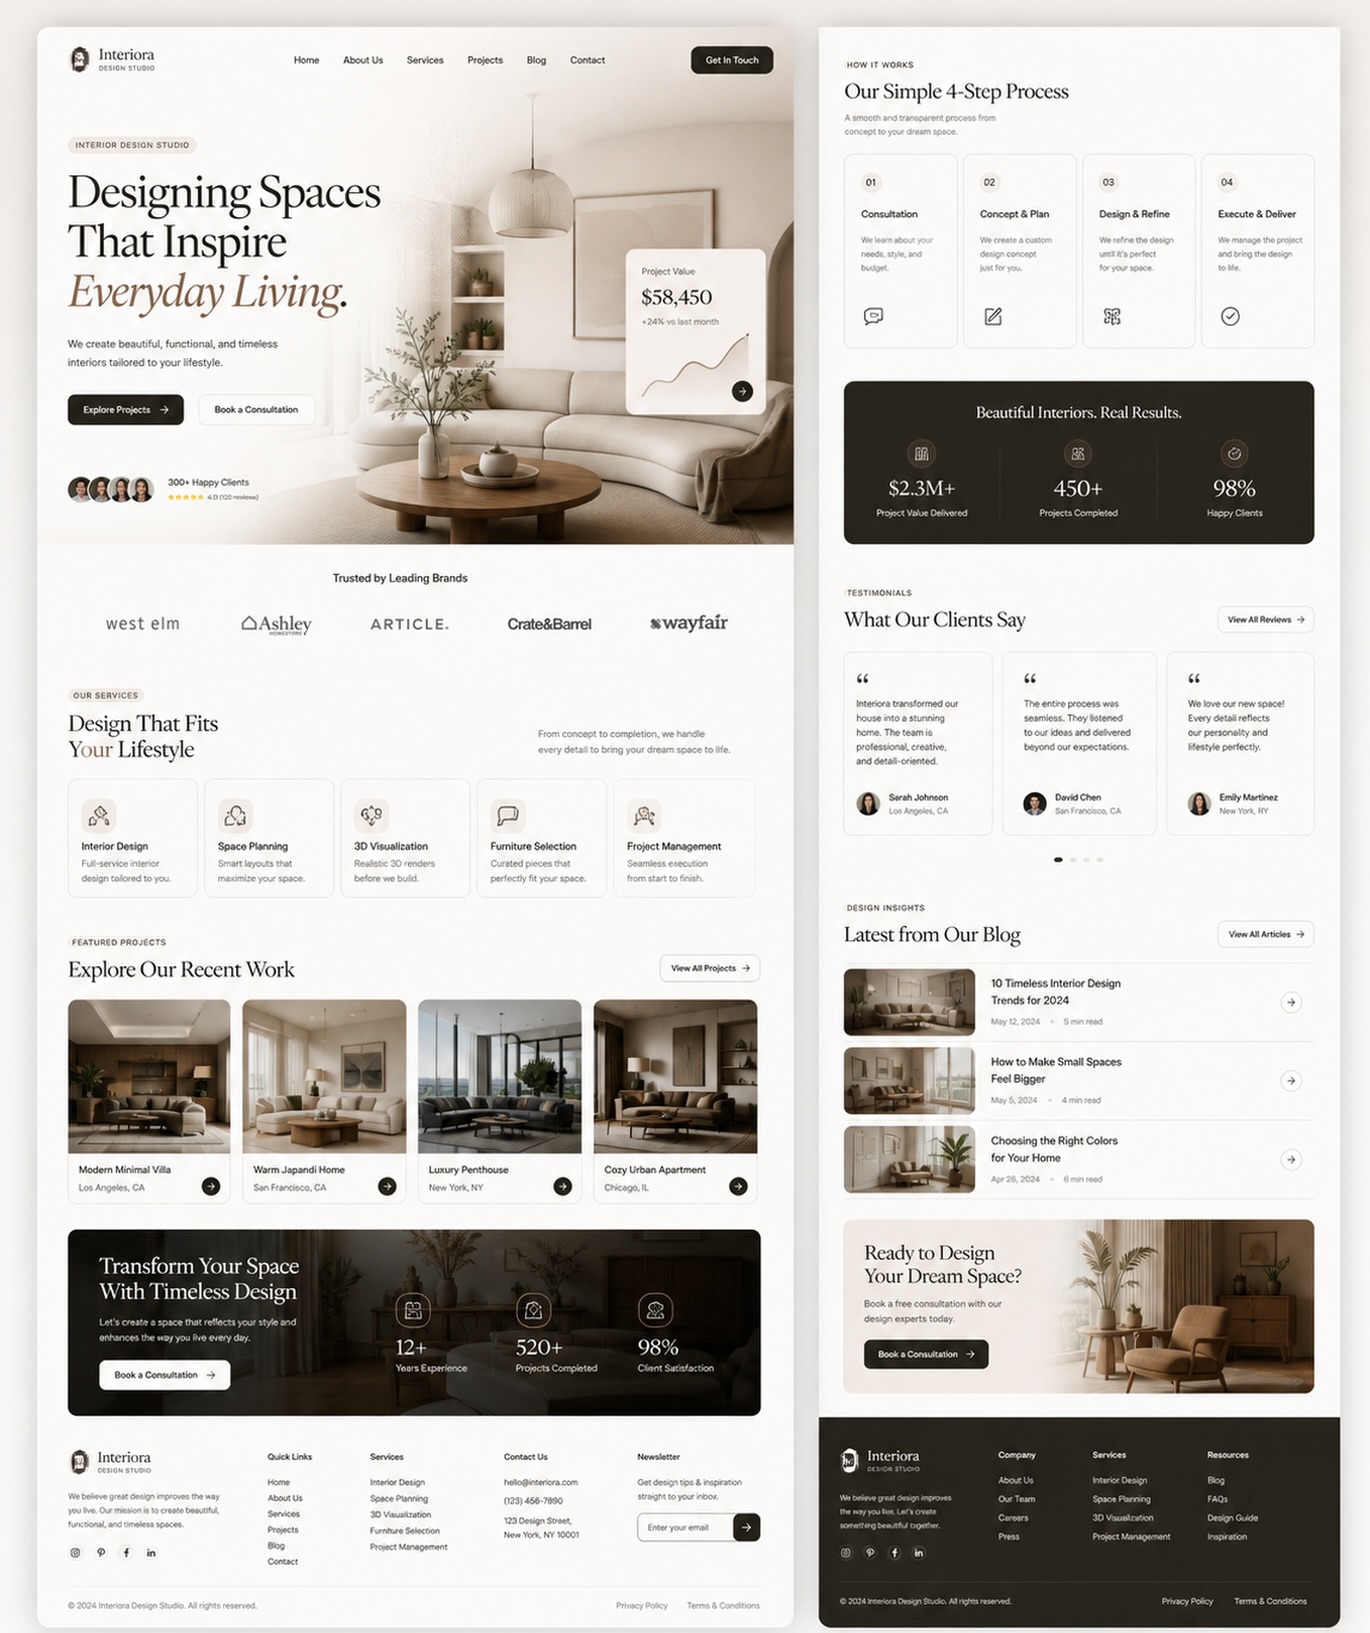 Interiora
DESIGN STUDIO
Home
About Us
Services
Projects
Blog
Contact
Get In Touch
INTERIOR DESIGN STUDIO
Designing Spaces
That Inspire
Everyday Living.
We create beautiful, functional, and timeless
interiors tailored to your lifestyle.
Explore Projects
Book a Consultation
300+ Happy Clients
4.9 (120 reviews)
Project Value
$58,450
+24% vs last month
Trusted by Leading Brands
west elm
Ashley
HOMESTORE
ARTICLE.
Crate&Barrel
wayfair
OUR SERVICES
Design That Fits
Your Lifestyle
From concept to completion, we handle
every detail to bring your dream space to life.
Interior Design
Full-service interior
design tailored to you.
Space Planning
Smart layouts that
maximize your space.
3D Visualization
Realistic 3D renders
before we build.
Furniture Selection
Curated pieces that
perfectly fit your space.
Froject Management
Seamless execution
from start to finish.
FEATURED PROJECTS
Explore Our Recent Work
View All Projects
Modern Minimal Villa
Los Angeles, CA
Warm Japandi Home
San Francisco, CA
Luxury Penthouse
New York, NY
Cozy Urban Apartment
Chicago, IL
Transform Your Space
With Timeless Design
Let's create a space that reflects your style and
enhances the way you live every day.
Book a Consultation
12+
Years Experience
520+
Projects Completed
98%
Client Satisfaction
Interiora
DESIGN STUDIO
We believe great design improves the way
you live. Our mission is to create beautiful,
functional, and timeless spaces.
Quick Links
Home
About Us
Services
Projects
Blog
Contact
Services
Interior Design
Space Planning
3D Visualization
Furniture Selection
Project Management
Contact Us
hello@interiora.com
(123) 456-7890
123 Design Street,
New York, NY 10001
Newsletter
Get design tips & inspiration
straight to your inbox.
Enter your email
© 2024 Interiora Design Studio. All rights reserved.
Privacy Policy
Terms & Conditions
HOW IT WORKS
Our Simple 4-Step Process
A smooth and transparent process from
concept to your dream space.
01
Consultation
We learn about your
needs, style, and
budget.
02
Concept & Plan
We create a custom
design concept
just for you.
03
Design & Refine
We refine the design
until it's perfect
for your space.
04
Execute & Deliver
We manage the project
and bring the design
to life.
Beautiful Interiors. Real Results.
$2.3M+
Project Value Delivered
450+
Projects Completed
98%
Happy Clients
TESTIMONIALS
What Our Clients Say
View All Reviews
“
Interiora transformed our
house into a stunning
home. The team is
professional, creative,
and detail-oriented.
Sarah Johnson
Los Angeles, CA
“
The entire process was
seamless. They listened
to our ideas and delivered
beyond our expectations.
David Chen
San Francisco, CA
“
We love our new space!
Every detail reflects
our personality and
lifestyle perfectly.
Emily Martinez
New York, NY
DESIGN INSIGHTS
Latest from Our Blog
View All Articles
10 Timeless Interior Design
Trends for 2024
May 12, 2024
5 min read
How to Make Small Spaces
Feel Bigger
May 5, 2024
4 min read
Choosing the Right Colors
for Your Home
Apr 28, 2024
6 min read
Ready to Design
Your Dream Space?
Book a free consultation with our
design experts today.
Book a Consultation
Interiora
DESIGN STUDIO
We believe great design improves
the way you live. Let's create
something beautiful together.
Company
About Us
Our Team
Careers
Press
Services
Interior Design
Space Planning
3D Visualization
Project Management
Resources
Blog
FAQs
Design Guide
Inspiration
© 2024 Interiora Design Studio. All rights reserved.
Privacy Policy
Terms & Conditions